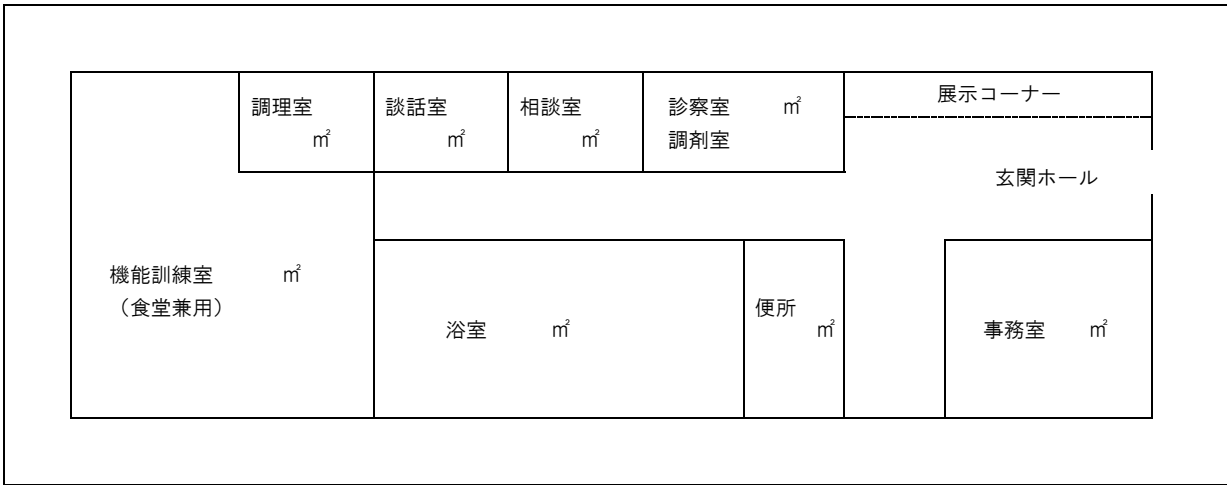 調理室
㎡
談話室
㎡
相談室
㎡
診察室 ㎡
調剤室
展示コーナー
玄関ホール
機能訓練室 ㎡
（食堂兼用）
浴室 ㎡
便所
㎡
事務室 ㎡